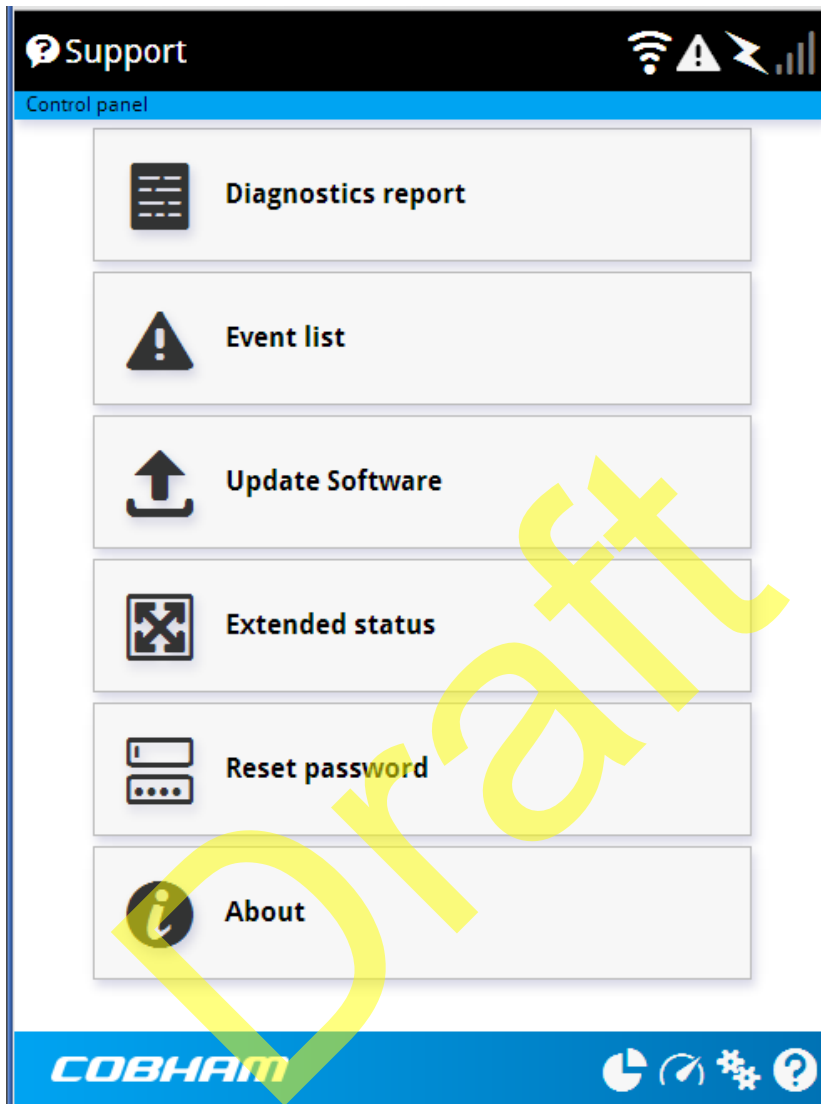 Support
Control panel
Diagnostics report
Event list
Update Software
Extended status
Reset password
About
COBHAM
Draft